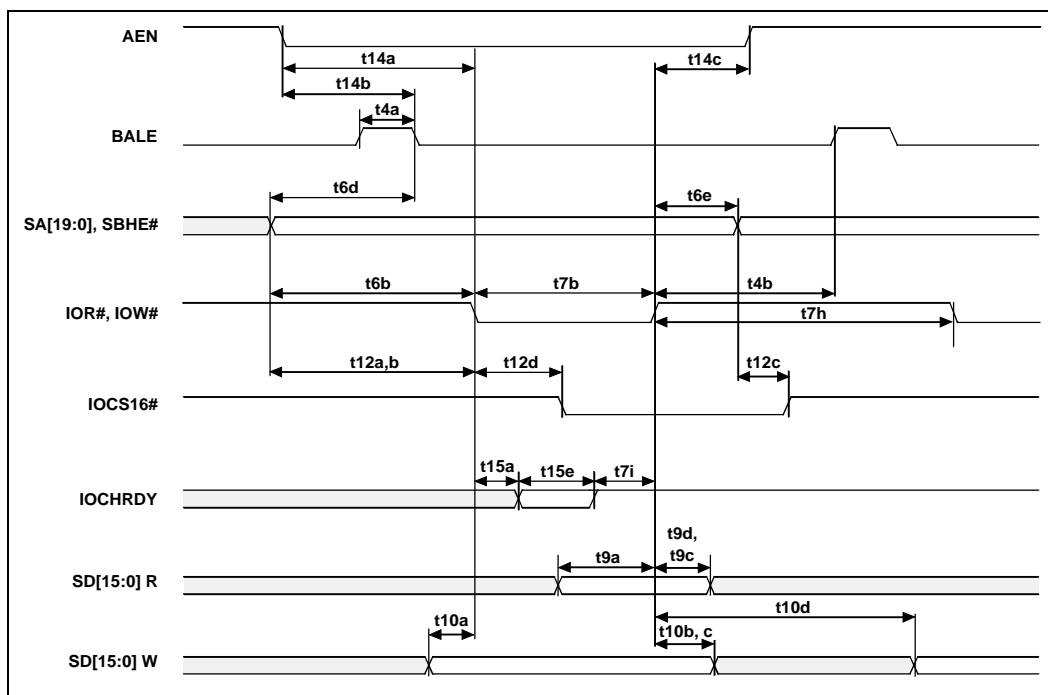 AEN
t14a
t14c
t14b
t4a
BALE
t6d
t6e
SA[19:0], SBHE#
t6b
t7b
t4b
IOR#, IOW#
t7h
t12a,b
t12d
t12c
IOCS16#
t15a
t15e
t7i
IOCHRDY
t9d,
t9a
t9c
SD[15:0] R
t10d
t10a
t10b, c
SD[15:0] W